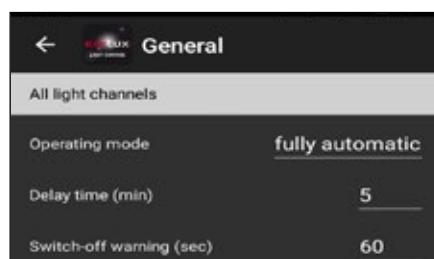 General
All light channels
Operating mode fully automatic
Delay time (min) 5
Switch-off warning (sec) 60